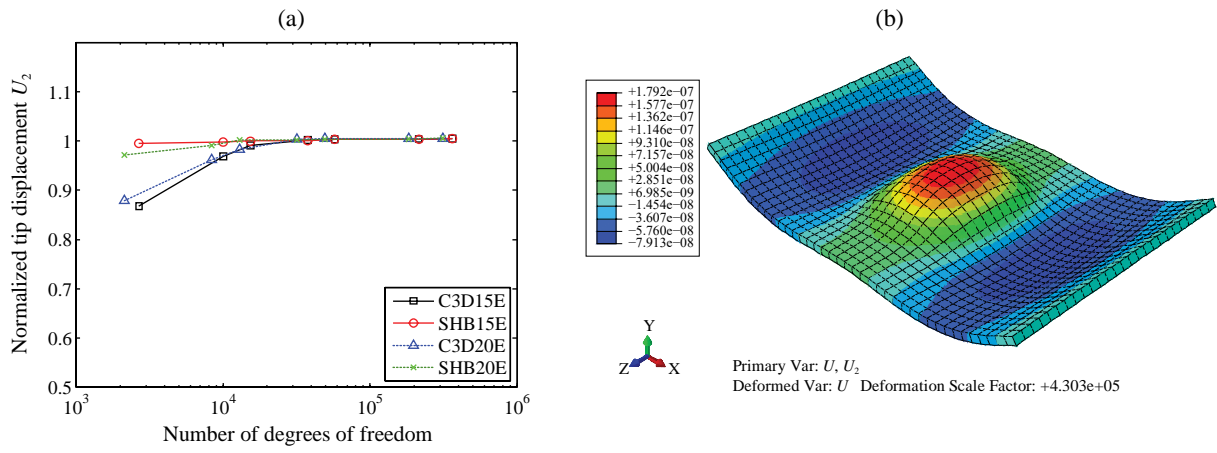 (a)
Normalized tip displacement U2
1.1
1
0.9
0.8
0.7
0.6
0.5
10^3
10^4
10^5
10^6
Number of degrees of freedom
C3D15E
SHB15E
C3D20E
SHB20E
(b)
+1.792e−07
+1.577e−07
+1.362e−07
+1.146e−07
+9.310e−08
+7.157e−08
+5.004e−08
+2.851e−08
+6.985e−09
−1.454e−08
−3.607e−08
−5.760e−08
−7.913e−08
Y
Z
X
Primary Var: U, U2
Deformed Var: U Deformation Scale Factor: +4.303e+05